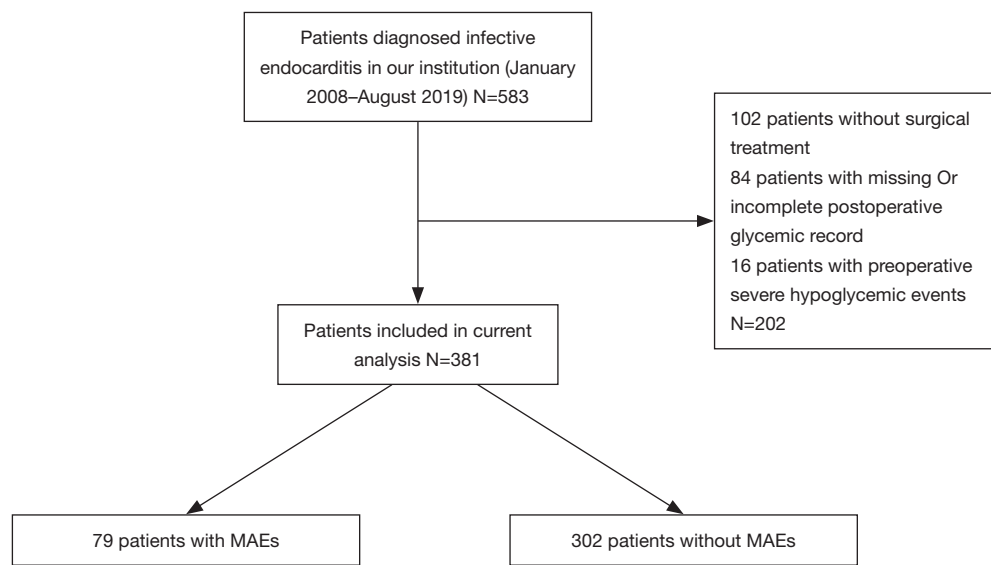 Patients diagnosed infective
endocarditis in our institution (January
2008–August 2019) N=583
102 patients without surgical
treatment
84 patients with missing Or
incomplete postoperative
glycemic record
16 patients with preoperative
severe hypoglycemic events
N=202
Patients included in current
analysis N=381
79 patients with MAEs
302 patients without MAEs